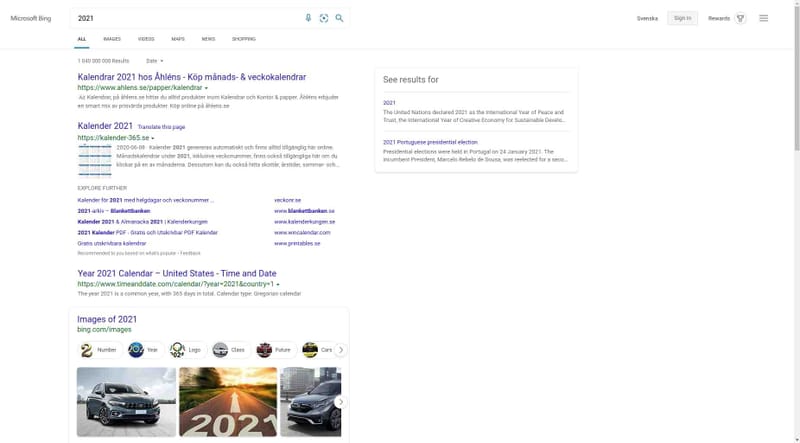 Microsoft Bing
2021
Svenska
Sign in
Rewards
ALL
IMAGES
VIDEOS
MAPS
NEWS
SHOPPING
1 040 000 000 Results
Date
Kalendrar 2021 hos Åhléns - Köp månads- & veckokalendrar
https://www.ahlens.se/papper/kalendrar
Ad Kalendrar, på åhlens.se hittar du alltid produkter inom Kalendrar och Kontor & papper. Åhléns erbjuder
en smart mix av prisvärda produkter. Köp online på åhlens.se
Kalender 2021 Translate this page
https://kalender-365.se
2020-06-08 · Kalender 2021 genereras automatiskt och finns alltid tillgänglig här online.
Månadskalendrar under 2021, inklusive veckonummer, finns också tillgängliga här om du
klickar på en av månaderna. Dessutom kan du också hitta skottår, årstider, sommar- och...
EXPLORE FURTHER
Kalender för 2021 med helgdagar och veckonummer ...
veckonr.se
2021-arkiv – Blankettbanken
www.blankettbanken.se
Kalender 2021 & Almanacka 2021 | Kalenderkungen
www.kalenderkungen.se
2021 Kalender PDF - Gratis och Utskrivbar PDF Kalendar
www.wincalendar.com
Gratis utskrivbara kalendrar
www.printables.se
Recommended to you based on what's popular • Feedback
Year 2021 Calendar – United States - Time and Date
https://www.timeanddate.com/calendar/?year=2021&country=1
The year 2021 is a common year, with 365 days in total. Calendar type: Gregorian calendar
Images of 2021
bing.com/images
Number
Year
Logo
Class
Future
Cars
2021
See results for
2021
The United Nations declared 2021 as the International Year of Peace and
Trust, the International Year of Creative Economy for Sustainable Develo...
2021 Portuguese presidential election
Presidential elections were held in Portugal on 24 January 2021. The
incumbent President, Marcelo Rebelo de Sousa, was reelected for a seco...